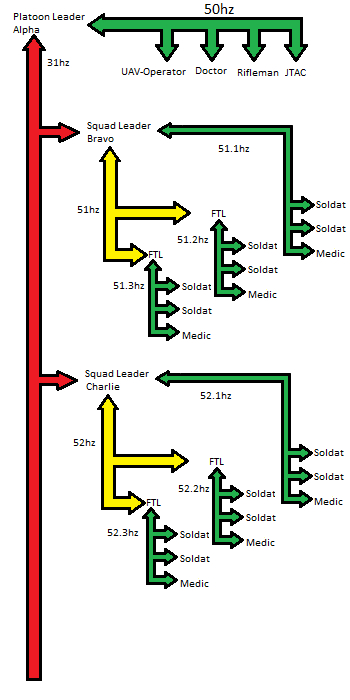 50hz
Platoon Leader
Alpha
31hz
UAV-Operator
Doctor
Rifleman
JTAC
Squad Leader
Bravo
51.1hz
51hz
Soldat
Soldat
Medic
FTL
51.2hz
Soldat
Soldat
Medic
FTL
51.3hz
Soldat
Soldat
Medic
Squad Leader
Charlie
52.1hz
52hz
Soldat
Soldat
Medic
FTL
52.2hz
Soldat
Soldat
Medic
FTL
52.3hz
Soldat
Soldat
Medic